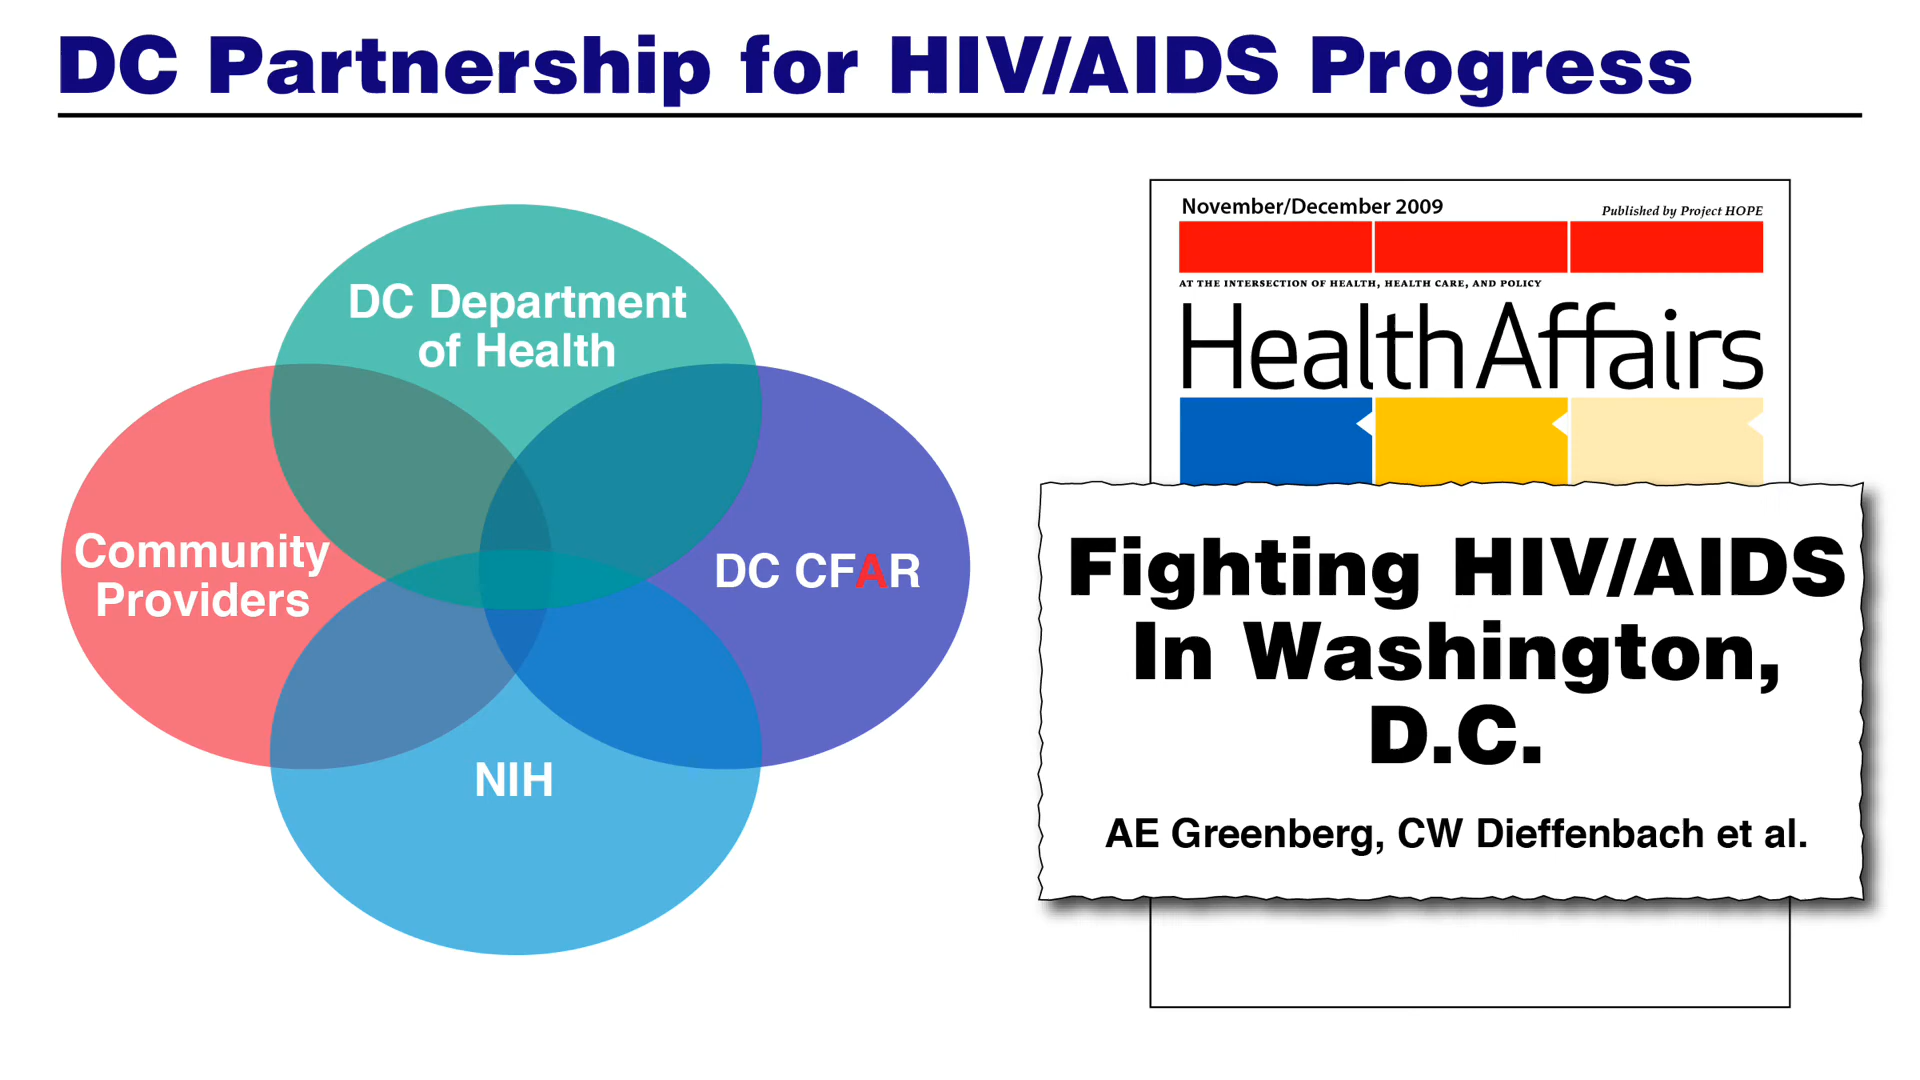 DC Partnership for HIV/AIDS Progress
DC Department
of Health
Community
Providers
DC CFAR
NIH
November/December 2009
Published by Project HOPE
AT THE INTERSECTION OF HEALTH, HEALTH CARE, AND POLICY
HealthAffairs
Fighting HIV/AIDS
In Washington,
D.C.
AE Greenberg, CW Dieffenbach et al.